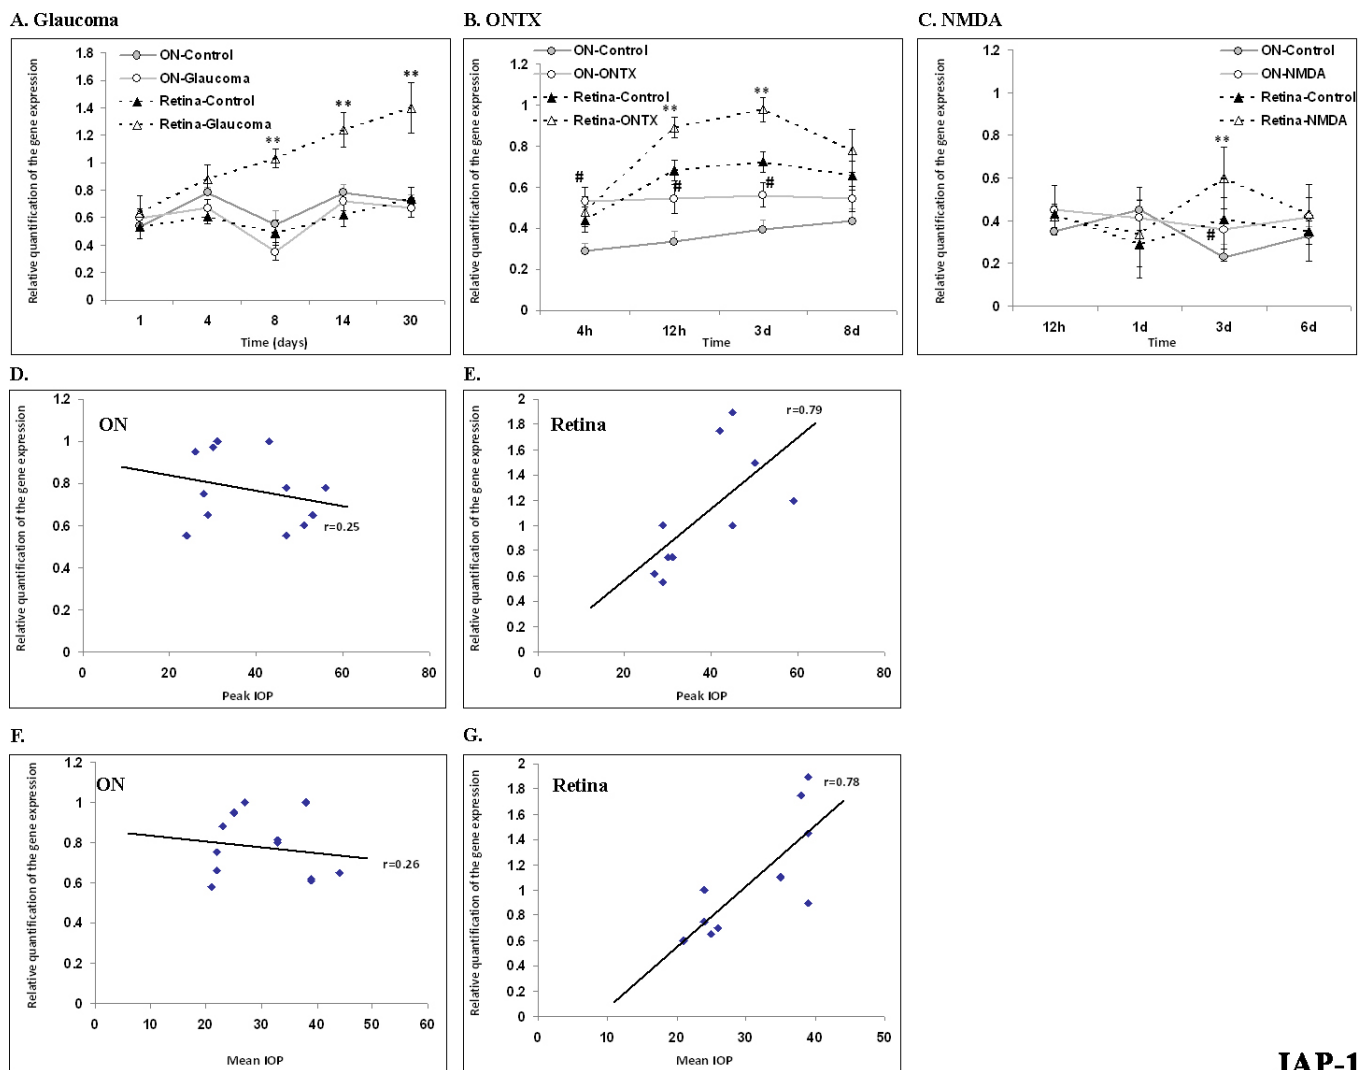 A. Glaucoma
Relative quantification of the gene expression
1.8
1.6
1.4
1.2
1
0.8
0.6
0.4
0.2
0
ON-Control
ON-Glaucoma
Retina-Control
Retina-Glaucoma
**
**
**
1 4 8 14 30
Time (days)
B. ONTX
Relative quantification of the gene expression
1.2
1
0.8
0.6
0.4
0.2
0
ON-Control
ON-ONTX
Retina-Control
Retina-ONTX
**
**
#
#
#
4h 12h 3d 8d
Time
C. NMDA
Relative quantification of the gene expression
1.2
1
0.8
0.6
0.4
0.2
0
ON-Control
ON-NMDA
Retina-Control
Retina-NMDA
**
#
12h 1d 3d 6d
Time
D.
Relative quantification of the gene expression
1.2
1
0.8
0.6
0.4
0.2
0
ON
r=0.25
0 20 40 60 80
Peak IOP
E.
Relative quantification of the gene expression
2
1.8
1.6
1.4
1.2
1
0.8
0.6
0.4
0.2
0
Retina
r=0.79
0 20 40 60 80
Peak IOP
F.
Relative quantification of the gene expression
1.2
1
0.8
0.6
0.4
0.2
0
ON
r=0.26
0 10 20 30 40 50 60
Mean IOP
G.
Relative quantification of the gene expression
2
1.8
1.6
1.4
1.2
1
0.8
0.6
0.4
0.2
0
Retina
r=0.78
0 10 20 30 40 50
Mean IOP